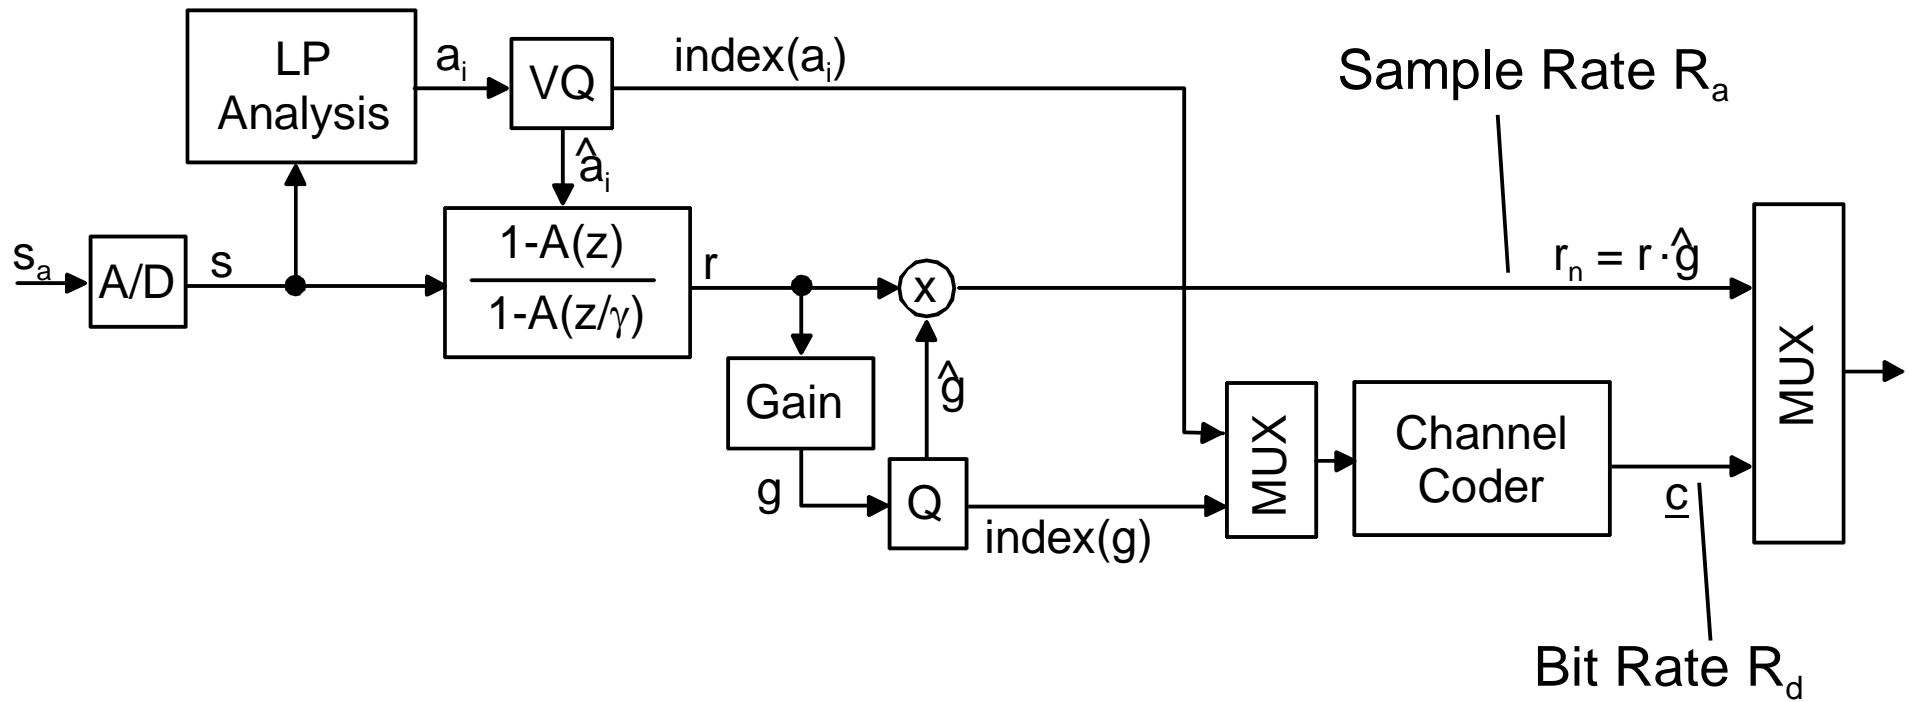 LP
Analysis
a_i
VQ
index(a_i)
Sample Rate R_a
â_i
s_a
A/D
s
1-A(z)
1-A(z/γ)
r
x
r_n = r · ĝ
Gain
ĝ
g
Q
index(g)
MUX
Channel
Coder
c
MUX
Bit Rate R_d